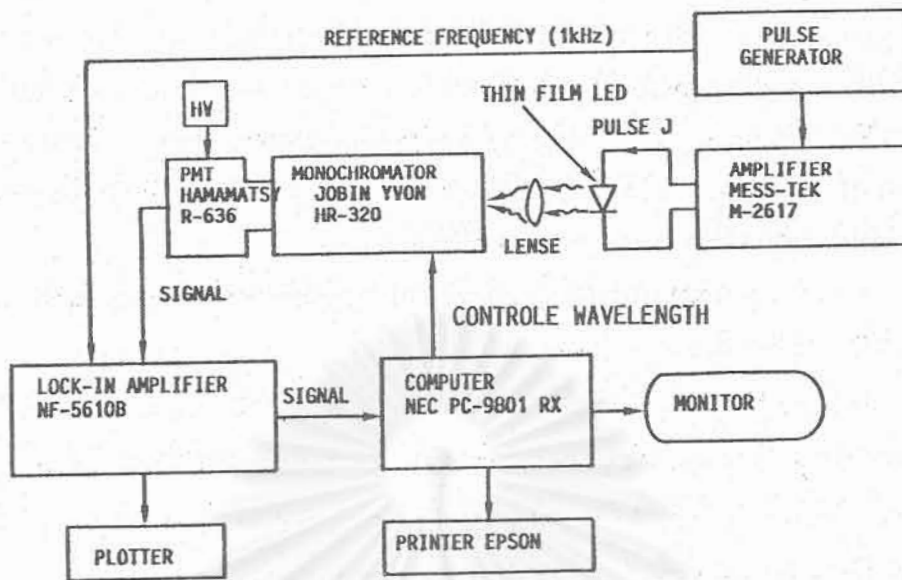 REFERENCE FREQUENCY (1kHz)
PULSE
GENERATOR
HV
THIN FILM LED
PULSE J
PMT
HAMAMATSY
R-636
MONOCHROMATOR
JOBIN YVON
HR-320
LENSE
AMPLIFIER
MESS-TEK
M-2617
SIGNAL
CONTROLE WAVELENGTH
LOCK-IN AMPLIFIER
NF-5610B
SIGNAL
COMPUTER
NEC PC-9801 RX
MONITOR
PLOTTER
PRINTER EPSON